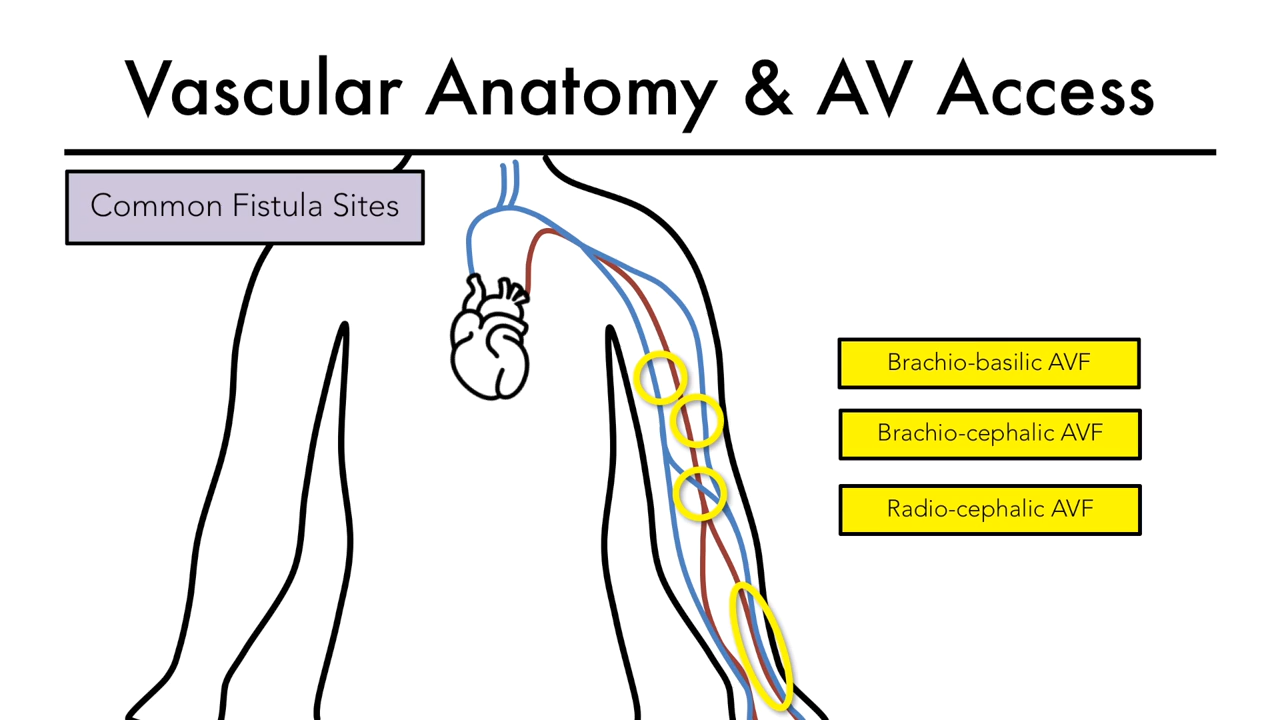 Vascular Anatomy & AV Access
Common Fistula Sites
Brachio-basilic AVF
Brachio-cephalic AVF
Radio-cephalic AVF